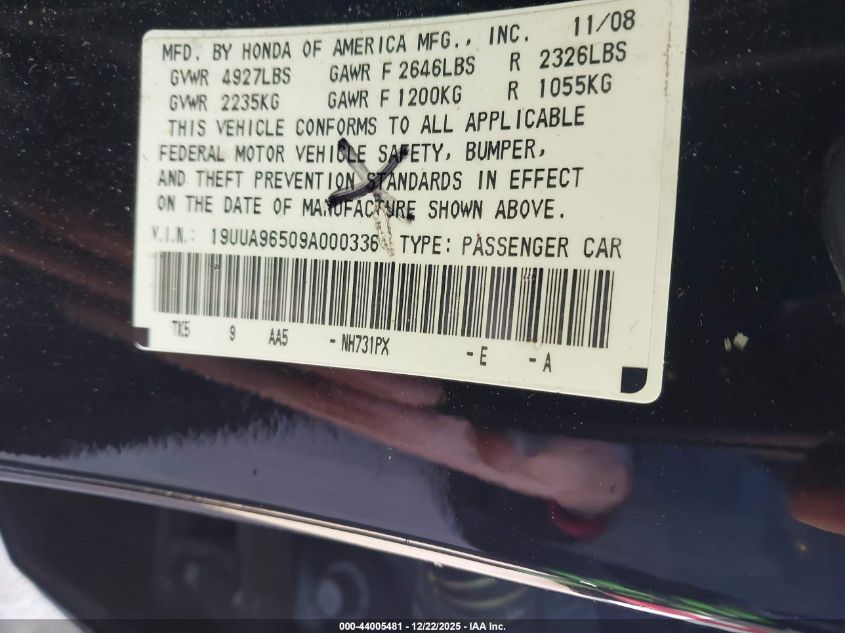 MFD. BY HONDA OF AMERICA MFG., INC. 11/08
GVWR 4927LBS GAWR F 2646LBS R 2326LBS
GVWR 2235KG GAWR F 1200KG R 1055KG
THIS VEHICLE CONFORMS TO ALL APPLICABLE
FEDERAL MOTOR VEHICLE SAFETY, BUMPER,
AND THEFT PREVENTION STANDARDS IN EFFECT
ON THE DATE OF MANUFACTURE SHOWN ABOVE.
V.I.N.: 19UUA96509A000336 TYPE: PASSENGER CAR
TK5 9 AA5 - NH731PX - E - A
000-44005481 - 12/22/2025 - IAA Inc.